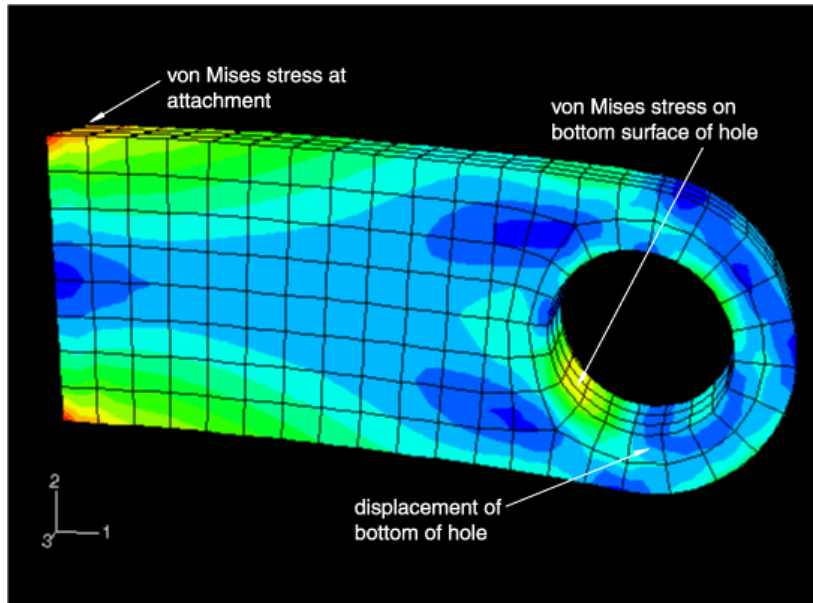 von Mises stress at
attachment
von Mises stress on
bottom surface of hole
displacement of
bottom of hole
2
1
3